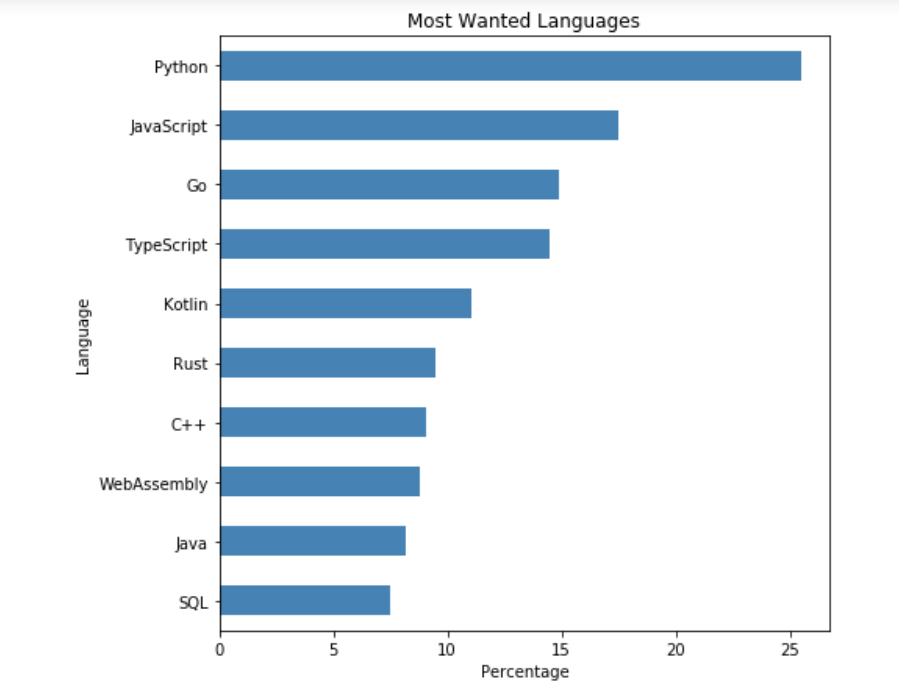 Most Wanted Languages
Python
JavaScript
Go
TypeScript
Kotlin
Rust
C++
WebAssembly
Java
SQL
Language
0 5 10 15 20 25
Percentage